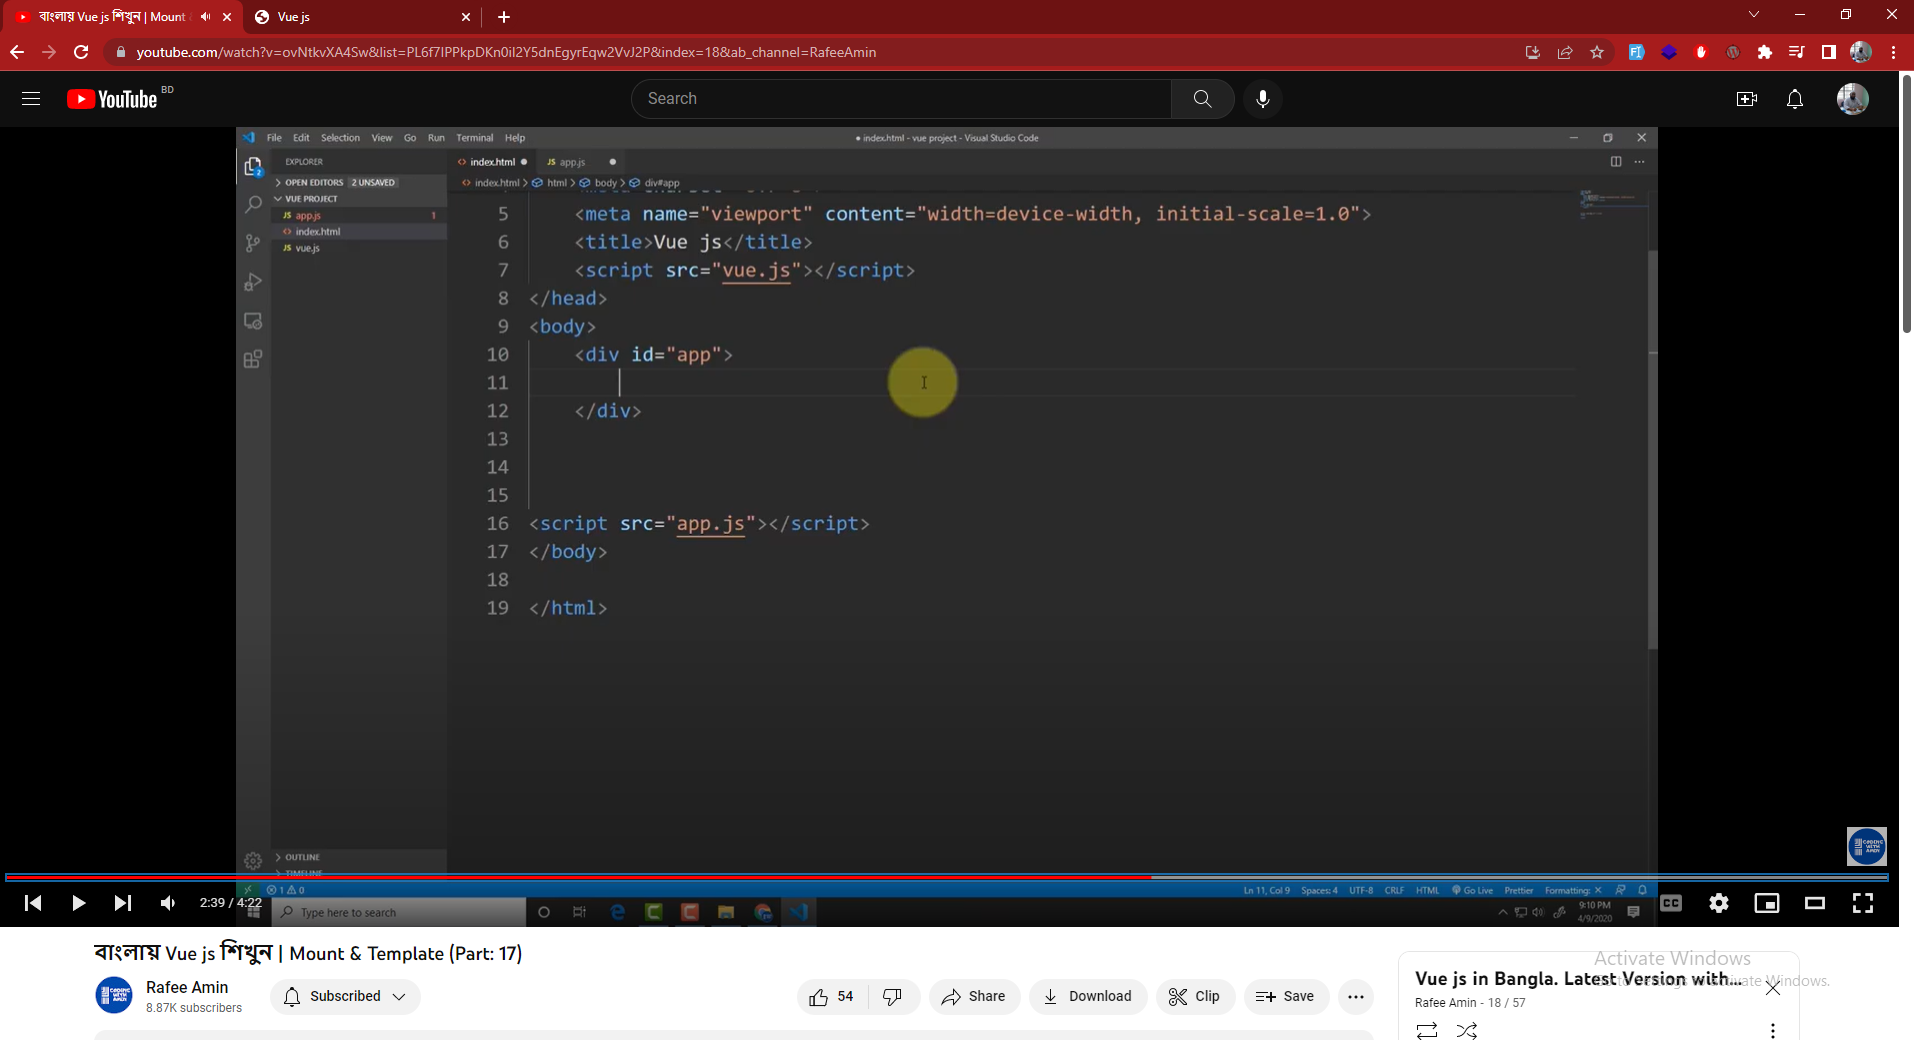 বাংলায় Vue js শিখুন | Mount &
Vue js
youtube.com/watch?v=ovNtkvXA4Sw&list=PL6f7IPPkpDKn0iI2Y5dnEgyrEqw2VvJ2P&index=18&ab_channel=RafeeAmin
YouTube BD
Search
File Edit Selection View Go Run Terminal Help
● index.html - vue project - Visual Studio Code
EXPLORER
<> index.html ●
JS app.js ●
> OPEN EDITORS 2 UNSAVED
<> index.html > html > body > div#app
VUE PROJECT
JS app.js 1
<> index.html
JS vue.js
5 <meta name="viewport" content="width=device-width, initial-scale=1.0">
6 <title>Vue js</title>
7 <script src="vue.js"></script>
8 </head>
9 <body>
10 <div id="app">
11
12 </div>
13
14
15
16 <script src="app.js"></script>
17 </body>
18
19 </html>
CODING WITH AMIN
> OUTLINE
> TIMELINE
1 0
Ln 11, Col 9 Spaces: 4 UTF-8 CRLF HTML Go Live Prettier Formatting: ×
2:39 / 4:22
Type here to search
9:10 PM
4/9/2020
CC
বাংলায় Vue js শিখুন | Mount & Template (Part: 17)
CODING WITH AMIN
Rafee Amin
8.87K subscribers
Subscribed
54
Share
Download
Clip
Save
Vue js in Bangla. Latest Version with...
Rafee Amin - 18 / 57
Activate Windows
Go to Settings to activate Windows.